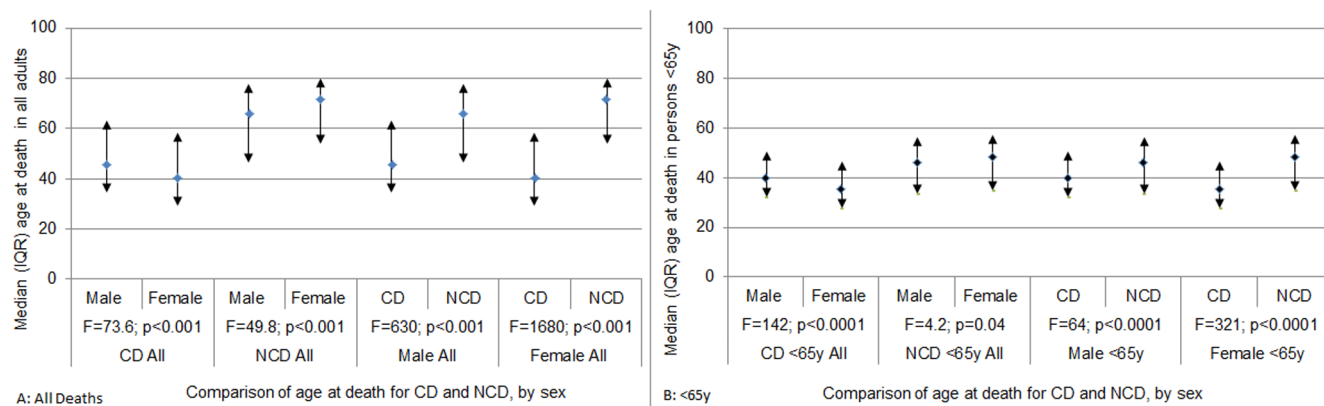 Median (IQR) age at death in all adults
100
80
60
40
20
0
Male Female Male Female CD NCD CD NCD
F=73.6; p<0.001 F=49.8; p<0.001 F=630; p<0.001 F=1680; p<0.001
CD All NCD All Male All Female All
A: All Deaths
Comparison of age at death for CD and NCD, by sex
Median (IQR) age at death in persons <65y
100
80
60
40
20
0
Male Female Male Female CD NCD CD NCD
F=142; p<0.0001 F=4.2; p=0.04 F=64; p<0.0001 F=321; p<0.0001
CD <65y All NCD <65y All Male <65y Female <65y
B: <65y
Comparison of age at death for CD and NCD, by sex